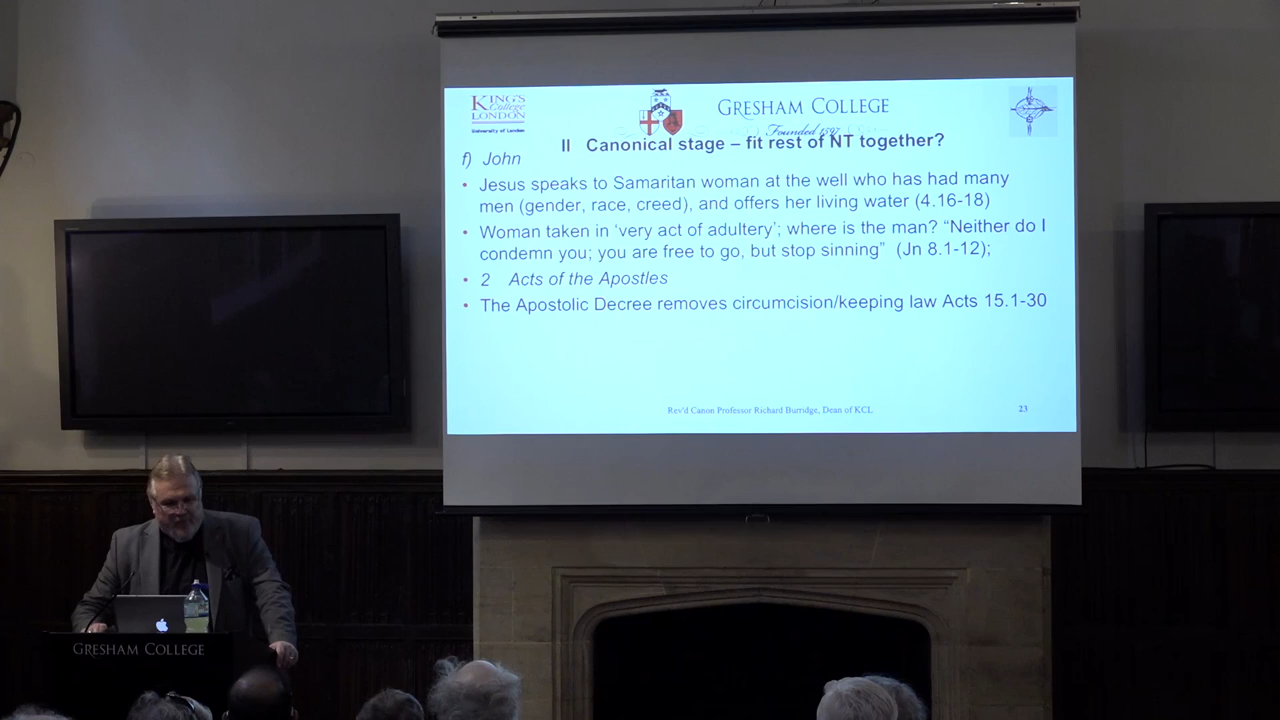 KING'S
College
LONDON
University of London
GRESHAM COLLEGE
Founded 1597
II Canonical stage – fit rest of NT together?
f) John
• Jesus speaks to Samaritan woman at the well who has had many
men (gender, race, creed), and offers her living water (4.16-18)
• Woman taken in ‘very act of adultery’; where is the man? “Neither do I
condemn you; you are free to go, but stop sinning” (Jn 8.1-12);
• 2 Acts of the Apostles
• The Apostolic Decree removes circumcision/keeping law Acts 15.1-30
Rev'd Canon Professor Richard Burridge, Dean of KCL
23
GRESHAM COLLEGE